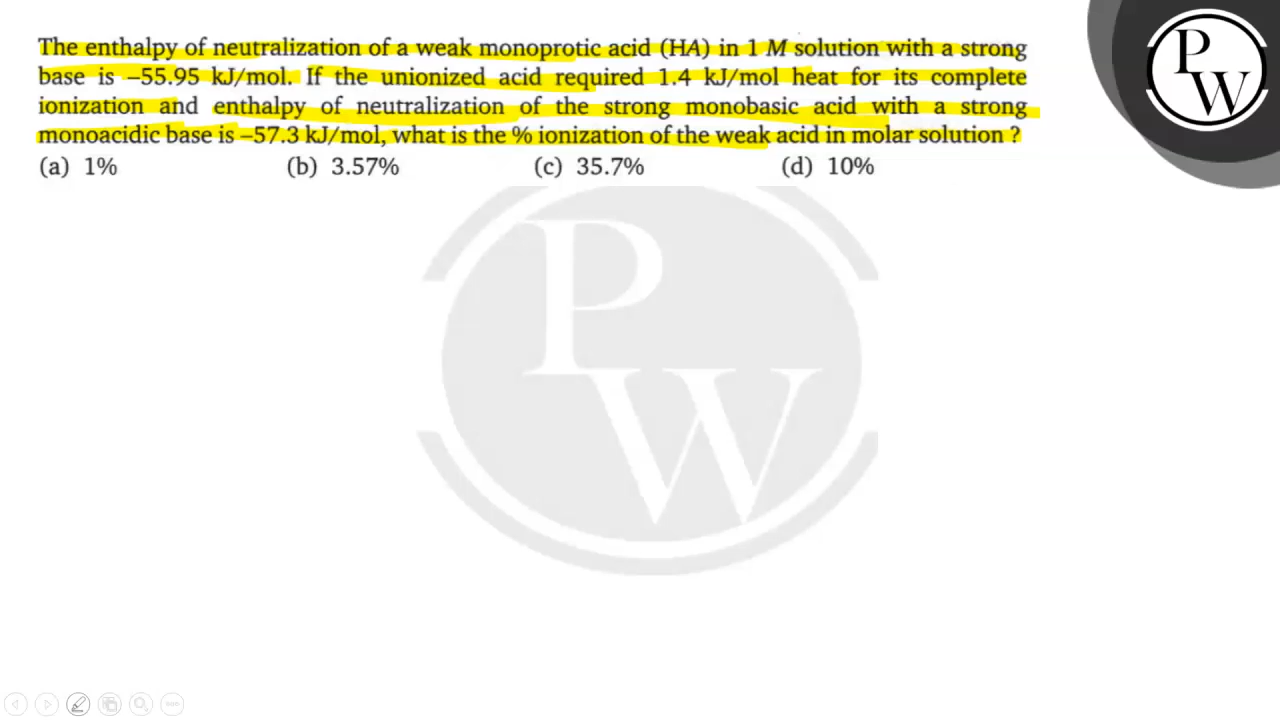 The enthalpy of neutralization of a weak monoprotic acid (HA) in 1 M solution with a strong
base is –55.95 kJ/mol. If the unionized acid required 1.4 kJ/mol heat for its complete
ionization and enthalpy of neutralization of the strong monobasic acid with a strong
monoacidic base is –57.3 kJ/mol, what is the % ionization of the weak acid in molar solution ?
(a) 1% (b) 3.57% (c) 35.7% (d) 10%
P
W
P
W